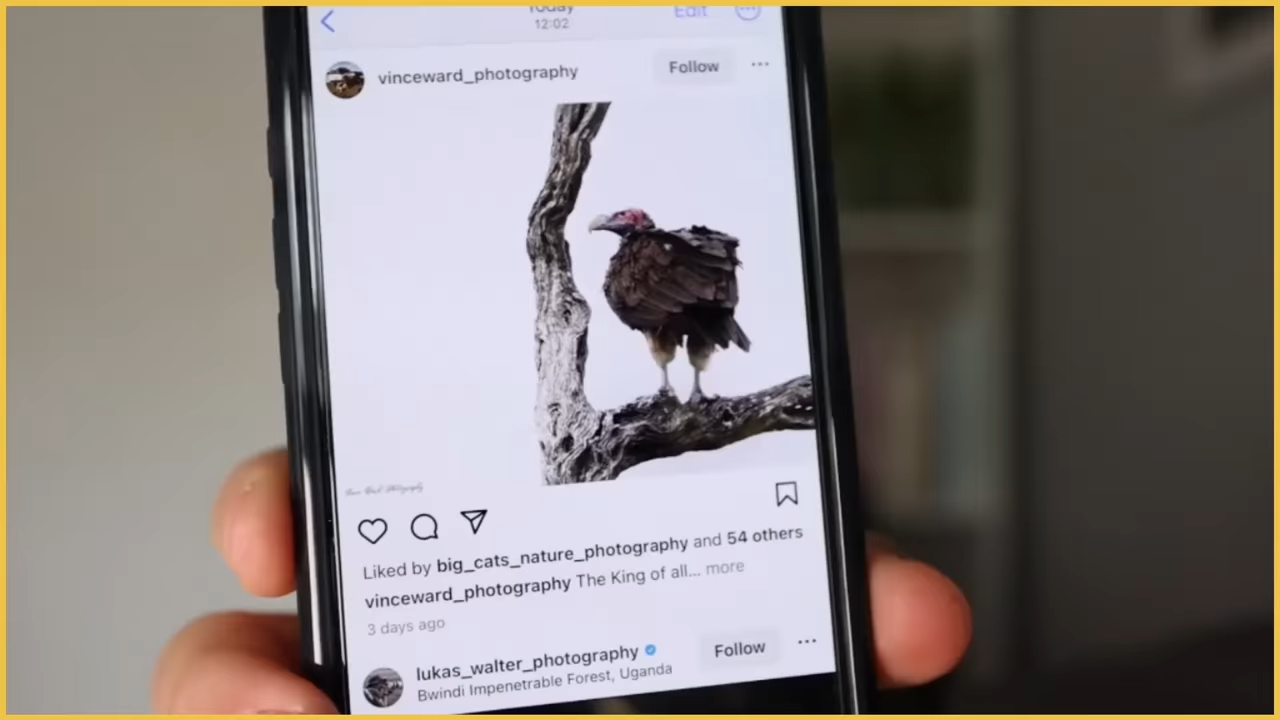 Today
12:02
Edit
vinceward_photography
Follow
Liked by big_cats_nature_photography and 54 others
vinceward_photography The King of all... more
3 days ago
lukas_walter_photography
Follow
Bwindi Impenetrable Forest, Uganda